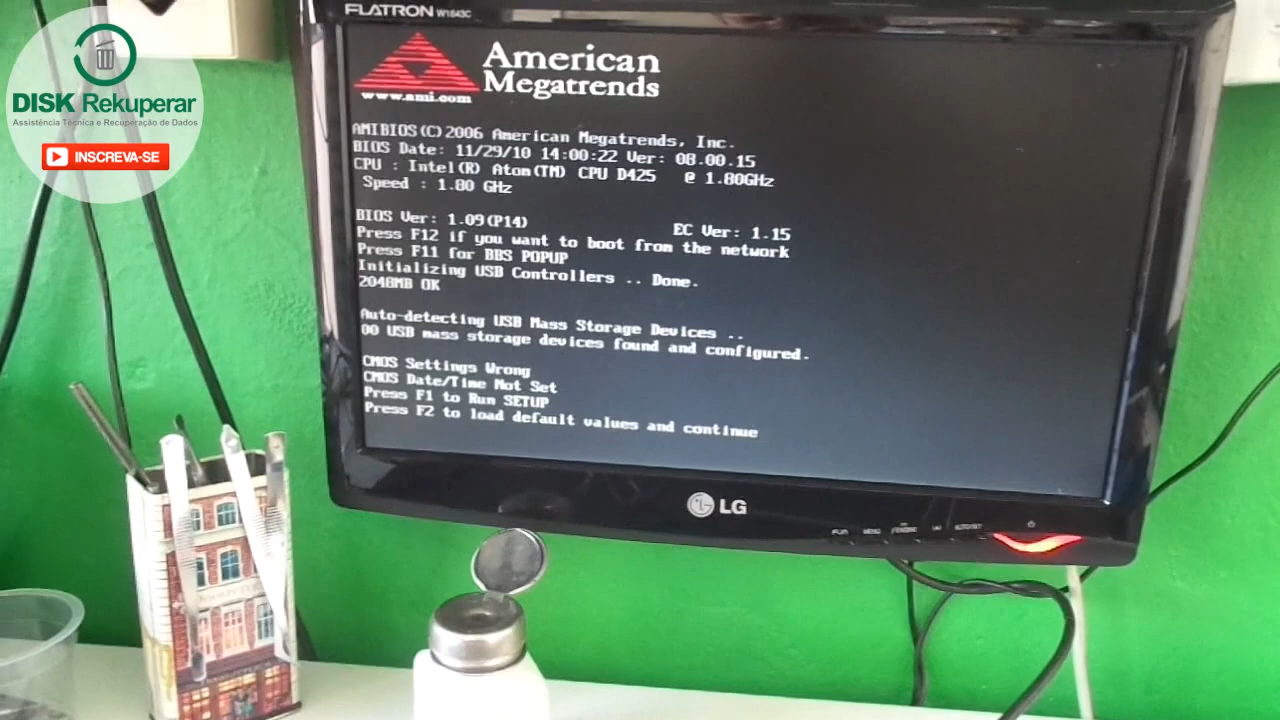 FLATRON W1643C
DISK Rekuperar
Assistência Técnica e Recuperação de Dados
INSCREVA-SE
American
Megatrends
www.ami.com
AMIBIOS(C)2006 American Megatrends, Inc.
BIOS Date: 11/29/10 14:00:22 Ver: 08.00.15
CPU : Intel(R) Atom(TM) CPU D425 @ 1.80GHz
Speed : 1.80 GHz
BIOS Ver: 1.09(P14) EC Ver: 1.15
Press F12 if you want to boot from the network
Press F11 for BBS POPUP
Initializing USB Controllers .. Done.
2048MB OK
Auto-detecting USB Mass Storage Devices ..
00 USB mass storage devices found and configured.
CMOS Settings Wrong
CMOS Date/Time Not Set
Press F1 to Run SETUP
Press F2 to load default values and continue
LG
MENU
AUTO/SET